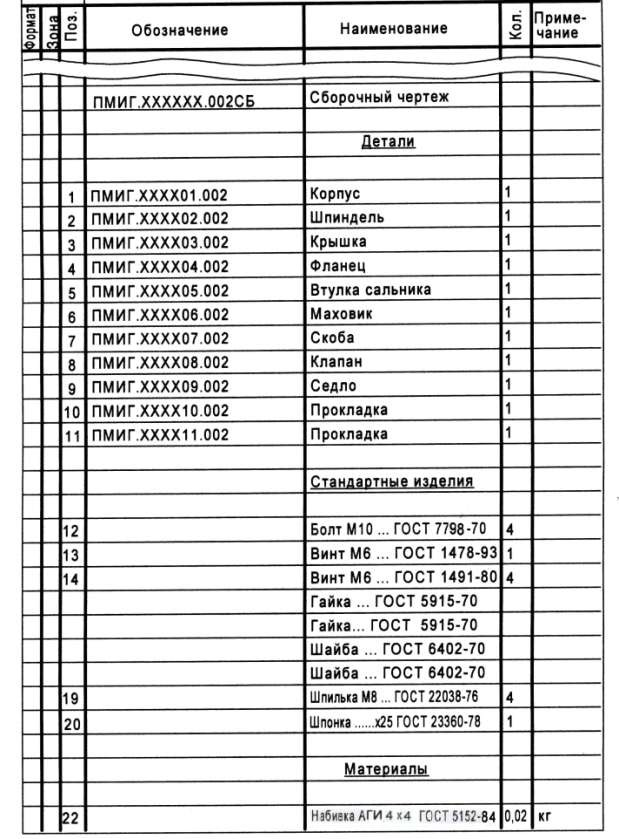 Формат Зона Поз. Обозначение Наименование Кол. Приме-
чание
ПМИГ.XXXXXX.002СБ Сборочный чертеж
Детали
1 ПМИГ.XXXX01.002 Корпус 1
2 ПМИГ.XXXX02.002 Шпиндель 1
3 ПМИГ.XXXX03.002 Крышка 1
4 ПМИГ.XXXX04.002 Фланец 1
5 ПМИГ.XXXX05.002 Втулка сальника 1
6 ПМИГ.XXXX06.002 Маховик 1
7 ПМИГ.XXXX07.002 Скоба 1
8 ПМИГ.XXXX08.002 Клапан 1
9 ПМИГ.XXXX09.002 Седло 1
10 ПМИГ.XXXX10.002 Прокладка 1
11 ПМИГ.XXXX11.002 Прокладка 1
Стандартные изделия
12 Болт М10 ... ГОСТ 7798-70 4
13 Винт М6 ... ГОСТ 1478-93 1
14 Винт М6 ... ГОСТ 1491-80 4
Гайка ... ГОСТ 5915-70
Гайка... ГОСТ 5915-70
Шайба ... ГОСТ 6402-70
Шайба ... ГОСТ 6402-70
19 Шпилька М8 ... ГОСТ 22038-76 4
20 Шпонка ......х25 ГОСТ 23360-78 1
Материалы
22 Набивка АГИ 4 х4 ГОСТ 5152-84 0,02 кг